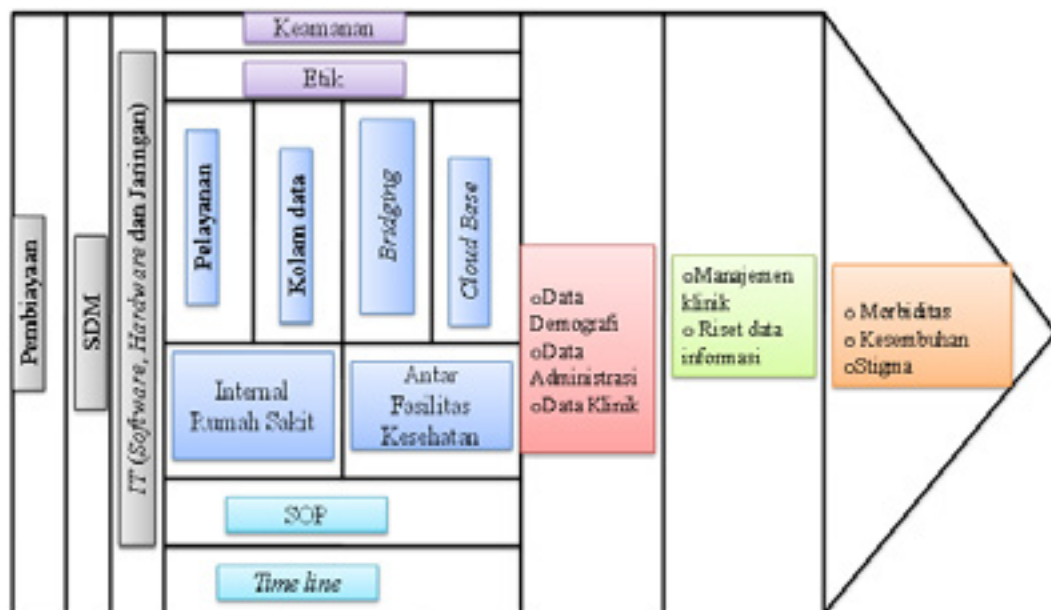 Pembiayaan
SDM
IT (Software, Hardware dan Jaringan)
Keamanan
Etik
Pelayanan
Kolam data
Bridging
Cloud Base
Internal
Rumah Sakit
Antar
Fasilitas
Kesehatan
SOP
Time line
oData
Demografi
oData
Administrasi
oData Klinik
oManajemen
klinik
o Riset data
informasi
o Morbiditas
o Kesembuhan
oStigma